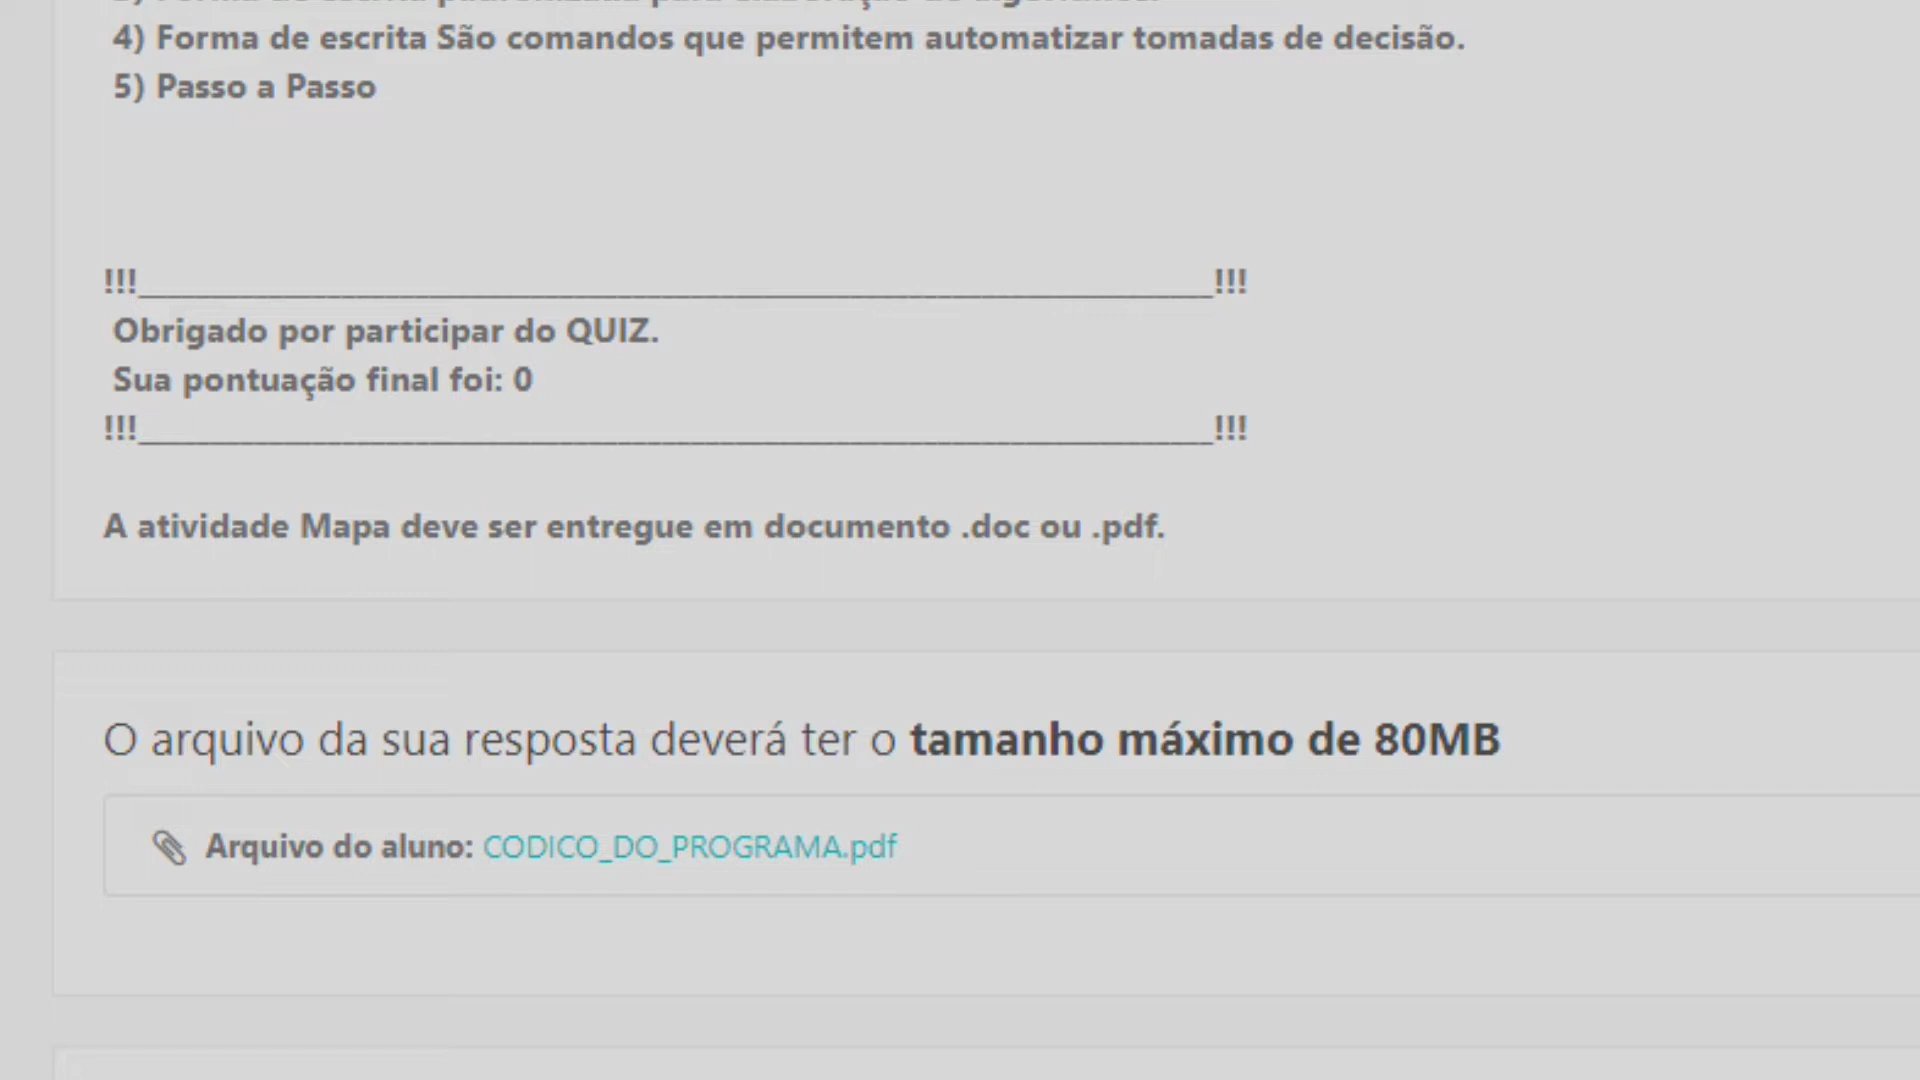 4) Forma de escrita São comandos que permitem automatizar tomadas de decisão.
5) Passo a Passo
!!!______________________________________________________________!!!
Obrigado por participar do QUIZ.
Sua pontuação final foi: 0
!!!______________________________________________________________!!!
A atividade Mapa deve ser entregue em documento .doc ou .pdf.
O arquivo da sua resposta deverá ter o tamanho máximo de 80MB
Arquivo do aluno: CODICO_DO_PROGRAMA.pdf